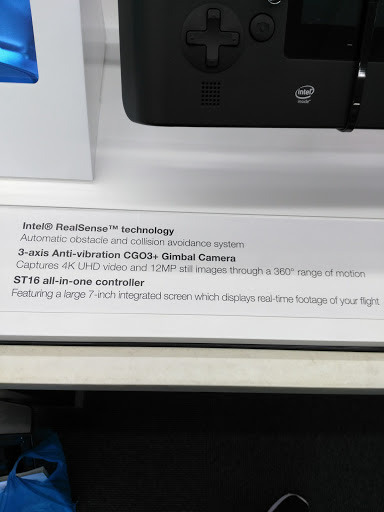 intel
inside
Intel® RealSense™ technology
Automatic obstacle and collision avoidance system
3-axis Anti-vibration CGO3+ Gimbal Camera
Captures 4K UHD video and 12MP still images through a 360° range of motion
ST16 all-in-one controller
Featuring a large 7-inch integrated screen which displays real-time footage of your flight